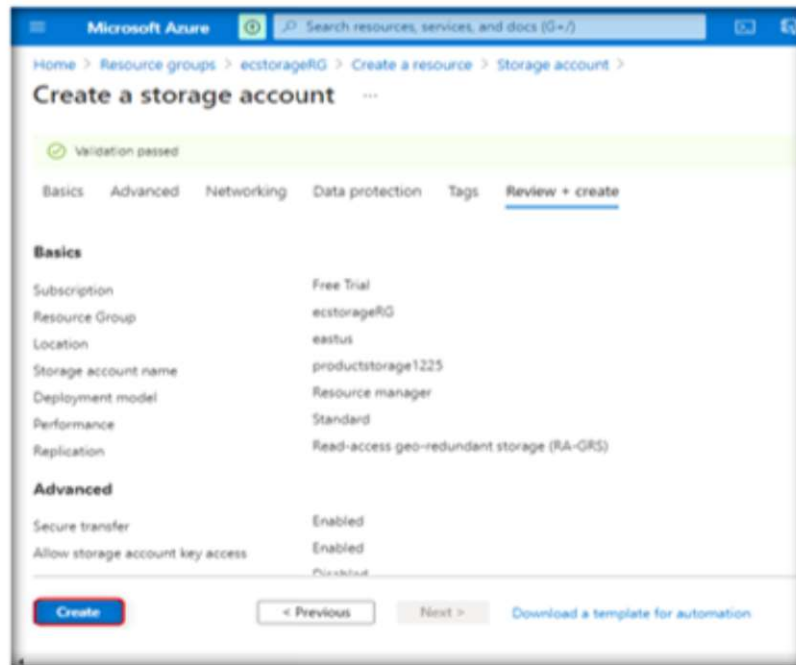 Microsoft Azure
Search resources, services, and docs (G+/)
Home > Resource groups > ecstorageRG > Create a resource > Storage account >
Create a storage account ...
Validation passed
Basics Advanced Networking Data protection Tags Review + create
Basics
Subscription Free Trial
Resource Group ecstorageRG
Location eastus
Storage account name productstorage1225
Deployment model Resource manager
Performance Standard
Replication Read-access geo-redundant storage (RA-GRS)
Advanced
Secure transfer Enabled
Allow storage account key access Enabled
Disabled
Create < Previous Next > Download a template for automation